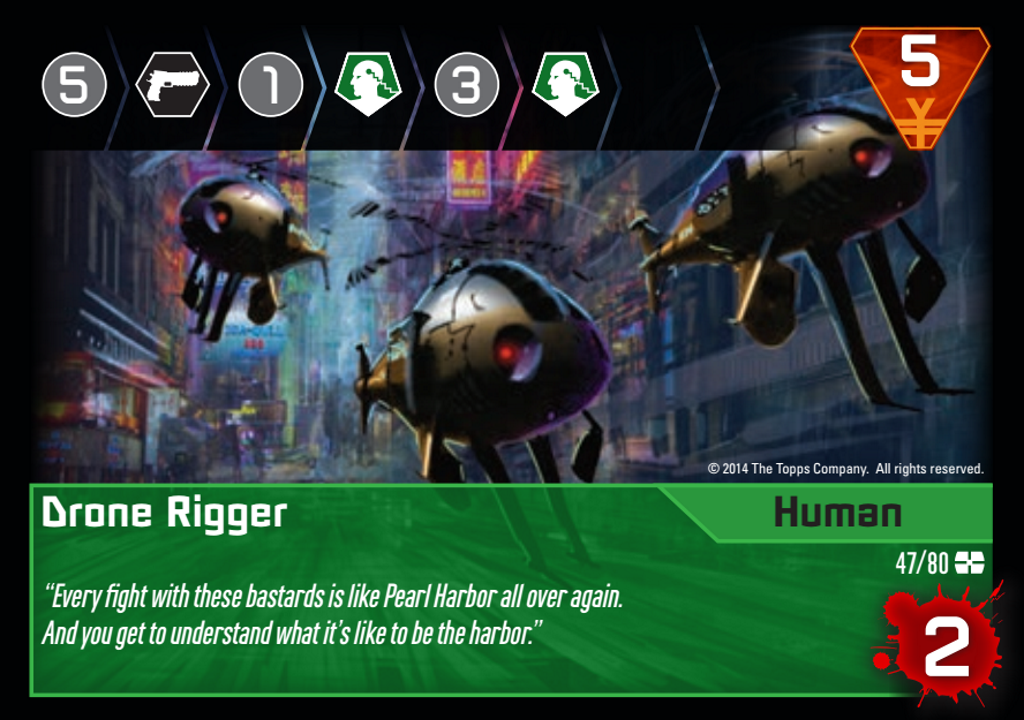 5 1 3 5 ¥
© 2014 The Topps Company. All rights reserved.
Drone Rigger Human
47/80
“Every fight with these bastards is like Pearl Harbor all over again.
And you get to understand what it’s like to be the harbor.”
2